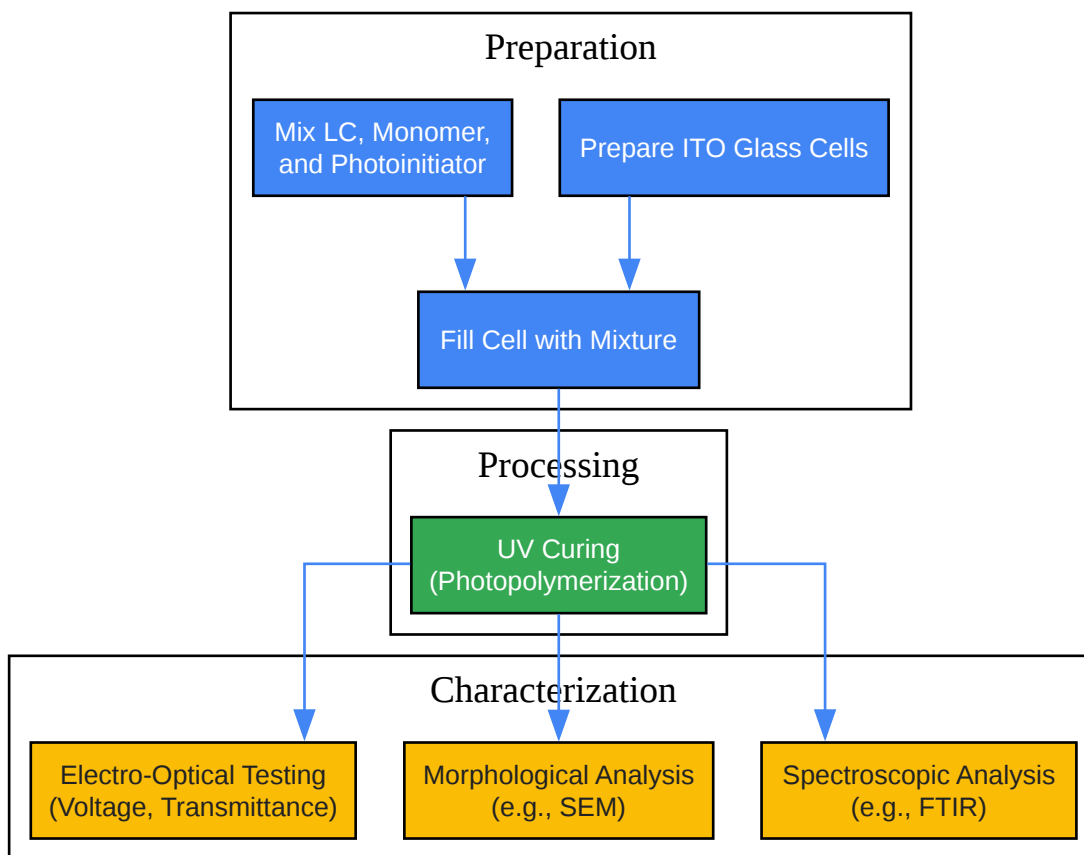 Preparation
Mix LC, Monomer,
and Photoinitiator
Prepare ITO Glass Cells
Fill Cell with Mixture
Processing
UV Curing
(Photopolymerization)
Characterization
Electro-Optical Testing
(Voltage, Transmittance)
Morphological Analysis
(e.g., SEM)
Spectroscopic Analysis
(e.g., FTIR)